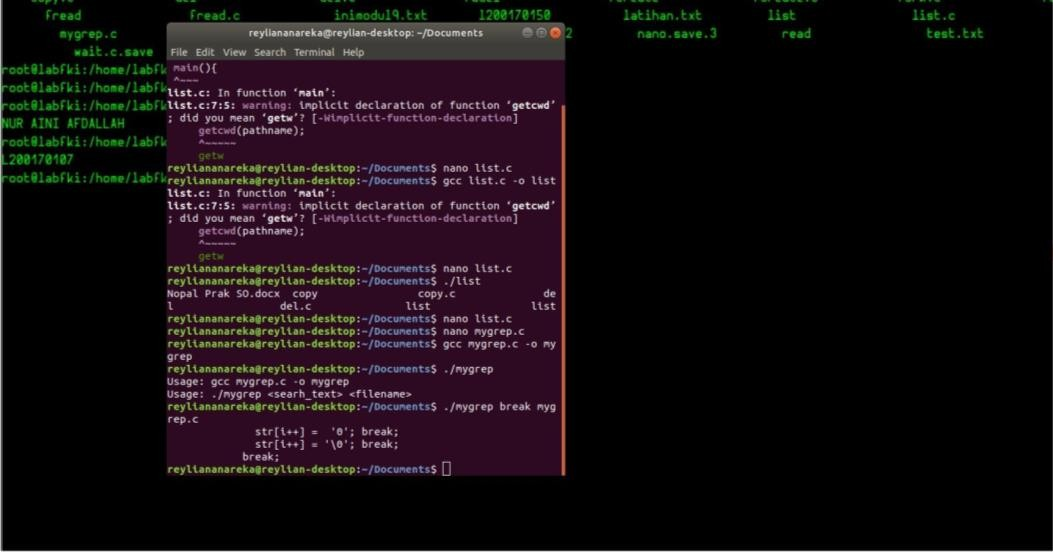 fread fread.c inimodul9.txt l200170150 latihan.txt list list.c
mygrep.c 2 nano.save.3 read test.txt
wait.c.save
root@labfki:/home/labfk
root@labfki:/home/labfk
root@labfki:/home/labfk
NUR AINI AFDALLAH
root@labfki:/home/labfk
L200170107
root@labfki:/home/labfk
reyliananareka@reylian-desktop: ~/Documents
File Edit View Search Terminal Help
main(){
^~~~
list.c: In function ‘main’:
list.c:7:5: warning: implicit declaration of function ‘getcwd’
; did you mean ‘getw’? [-Wimplicit-function-declaration]
getcwd(pathname);
^~~~~~
getw
reyliananareka@reylian-desktop:~/Documents$ nano list.c
reyliananareka@reylian-desktop:~/Documents$ gcc list.c -o list
list.c: In function ‘main’:
list.c:7:5: warning: implicit declaration of function ‘getcwd’
; did you mean ‘getw’? [-Wimplicit-function-declaration]
getcwd(pathname);
^~~~~~
getw
reyliananareka@reylian-desktop:~/Documents$ nano list.c
reyliananareka@reylian-desktop:~/Documents$ ./list
Nopal Prak SO.docx copy copy.c de
l del.c list list
reyliananareka@reylian-desktop:~/Documents$ nano list.c
reyliananareka@reylian-desktop:~/Documents$ nano mygrep.c
reyliananareka@reylian-desktop:~/Documents$ gcc mygrep.c -o my
grep
reyliananareka@reylian-desktop:~/Documents$ ./mygrep
Usage: gcc mygrep.c -o mygrep
Usage: ./mygrep <searh_text> <filename>
reyliananareka@reylian-desktop:~/Documents$ ./mygrep break myg
rep.c
str[i++] = '0'; break;
str[i++] = '\0'; break;
break;
reyliananareka@reylian-desktop:~/Documents$